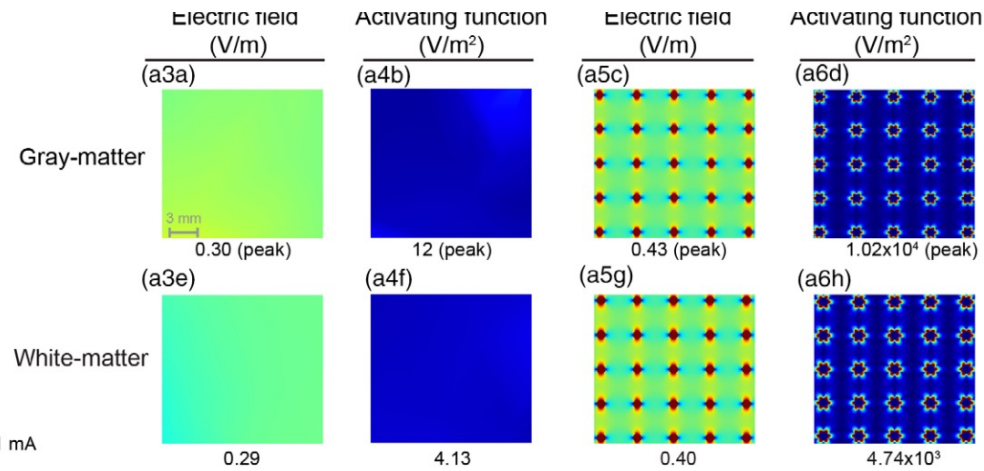 Electric field Activating function Electric field Activating function
(V/m) (V/m²) (V/m) (V/m²)
(a3a) (a4b) (a5c) (a6d)
Gray-matter
3 mm
0.30 (peak) 12 (peak) 0.43 (peak) 1.02x10⁴ (peak)
(a3e) (a4f) (a5g) (a6h)
White-matter
mA
0.29 4.13 0.40 4.74x10³